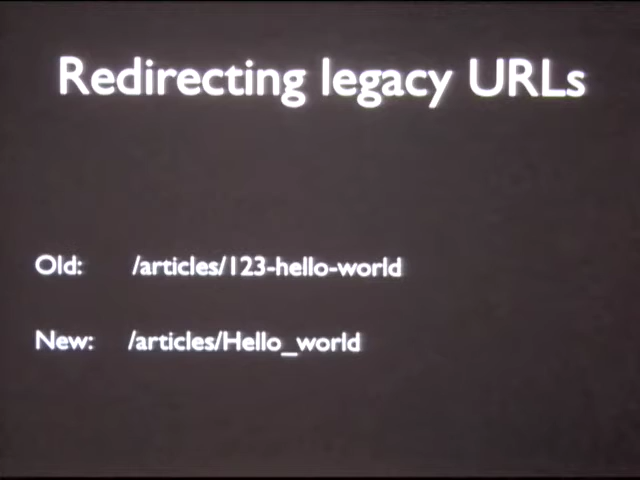 Redirecting legacy URLs
Old: /articles/123-hello-world
New: /articles/Hello_world